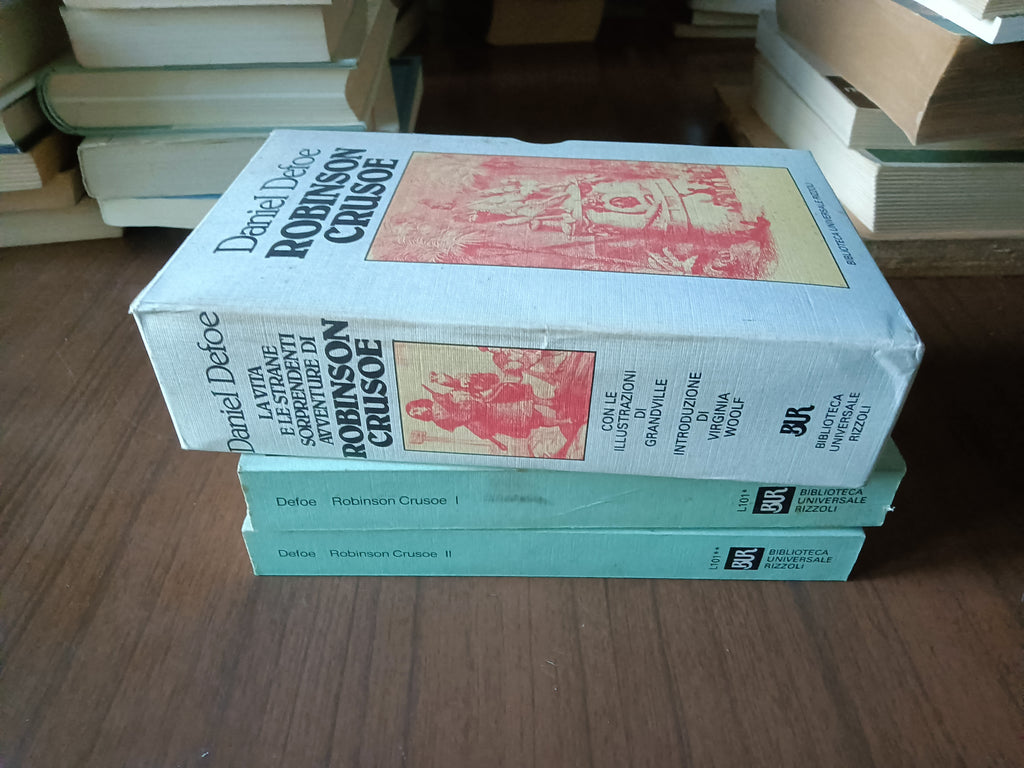 Daniel Defoe
ROBINSON
CRUSOE
BIBLIOTECA UNIVERSALE RIZZOLI
Daniel Defoe
LA VITA
E LE STRANE
SORPRENDENTI
AVVENTURE DI
ROBINSON
CRUSOE
CON LE
ILLUSTRAZIONI
DI
GRANDVILLE
INTRODUZIONE
DI
VIRGINIA
WOOLF
BUR
BIBLIOTECA
UNIVERSALE
RIZZOLI
Defoe Robinson Crusoe I
L101*
BUR
BIBLIOTECA
UNIVERSALE
RIZZOLI
Defoe Robinson Crusoe II
L101**
BUR
BIBLIOTECA
UNIVERSALE
RIZZOLI